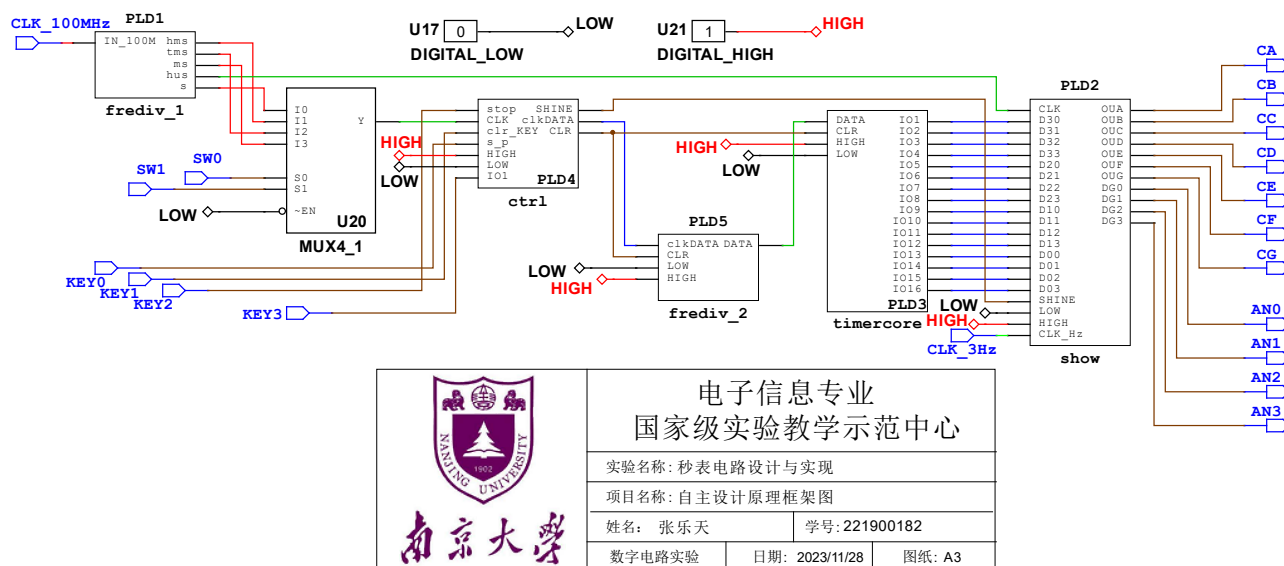 CLK_100MHz
PLD1
IN_100M
hms
tms
ms
hus
s
frediv_1
U17
0
LOW
DIGITAL_LOW
U21
1
HIGH
DIGITAL_HIGH
I0
I1
I2
I3
Y
S0
S1
~EN
U20
MUX4_1
SW0
SW1
LOW
KEY0
KEY1
KEY2
KEY3
HIGH
LOW
stop
SHINE
CLK
clkDATA
clr_KEY
CLR
s_p
HIGH
LOW
IO1
PLD4
ctrl
PLD5
clkDATA
DATA
CLR
LOW
HIGH
LOW
HIGH
frediv_2
HIGH
LOW
DATA
CLR
HIGH
LOW
IO1
IO2
IO3
IO4
IO5
IO6
IO7
IO8
IO9
IO10
IO11
IO12
IO13
IO14
IO15
IO16
PLD3
timercore
PLD2
CLK
D30
D31
D32
D33
D20
D21
D22
D23
D10
D11
D12
D13
D00
D01
D02
D03
SHINE
LOW
HIGH
CLK_Hz
OUA
OUB
OUC
OUD
OUE
OUF
OUG
DG0
DG1
DG2
DG3
show
LOW
HIGH
CLK_3Hz
CA
CB
CC
CD
CE
CF
CG
AN0
AN1
AN2
AN3
NANJING UNIVERSITY
1902
南京大学
电子信息专业
国家级实验教学示范中心
实验名称: 秒表电路设计与实现
项目名称: 自主设计原理框架图
姓名: 张乐天
学号: 221900182
数字电路实验
日期: 2023/11/28
图纸: A3